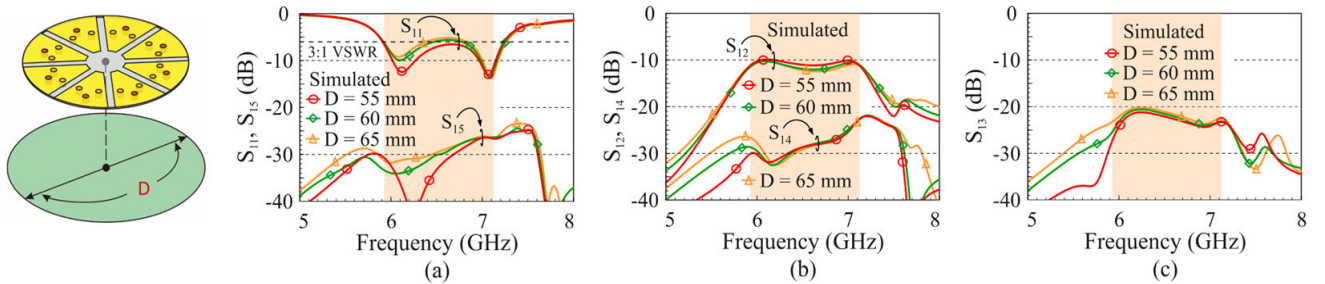 D
S₁₁, S₁₅ (dB)
0
-10
-20
-30
-40
S₁₁
3:1 VSWR
Simulated
D = 55 mm
D = 60 mm
D = 65 mm
S₁₅
5
6
7
8
Frequency (GHz)
(a)
S₁₂, S₁₄ (dB)
0
-10
-20
-30
-40
Simulated
S₁₂
D = 55 mm
D = 60 mm
S₁₄
D = 65 mm
5
6
7
8
Frequency (GHz)
(b)
S₁₃ (dB)
0
-10
-20
-30
-40
Simulated
D = 55 mm
D = 60 mm
D = 65 mm
5
6
7
8
Frequency (GHz)
(c)